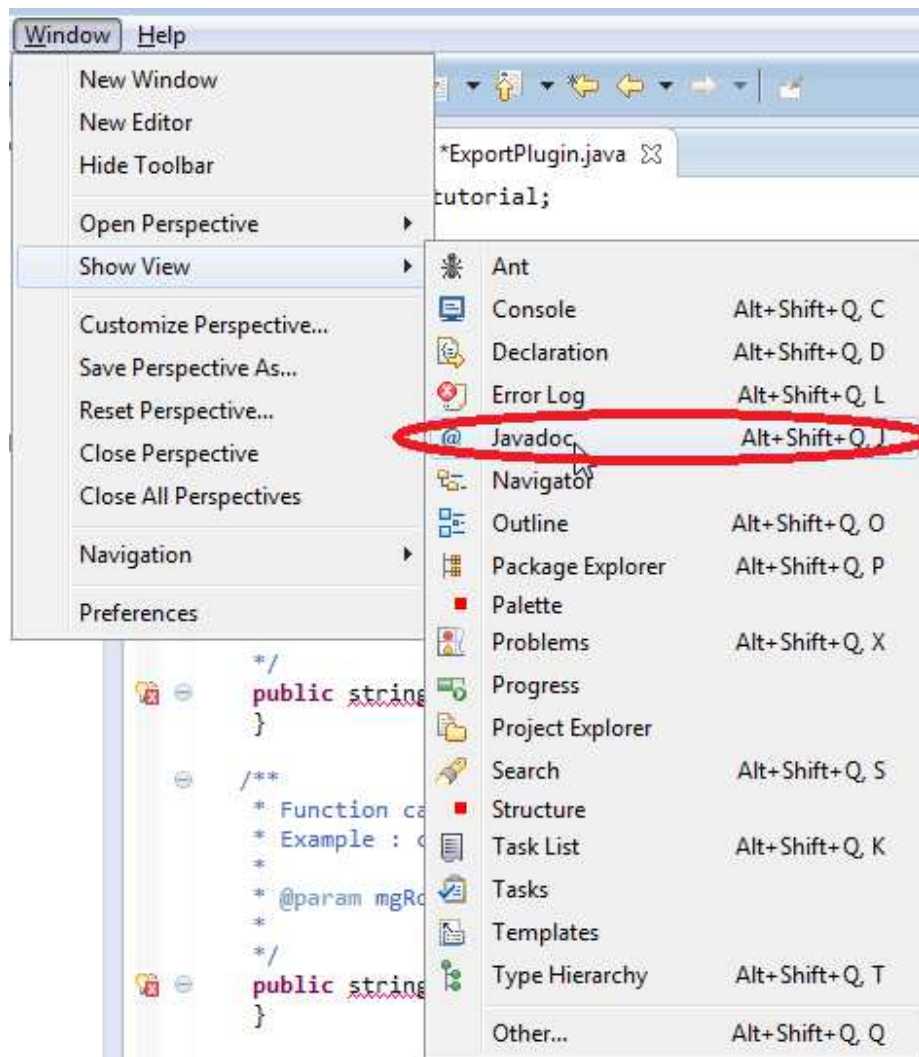 Window Help
New Window
New Editor
Hide Toolbar
Open Perspective
Show View
Customize Perspective...
Save Perspective As...
Reset Perspective...
Close Perspective
Close All Perspectives
Navigation
Preferences
*ExportPlugin.java
tutorial;
Ant
Console Alt+Shift+Q, C
Declaration Alt+Shift+Q, D
Error Log Alt+Shift+Q, L
@ Javadoc Alt+Shift+Q, J
Navigator
Outline Alt+Shift+Q, O
Package Explorer Alt+Shift+Q, P
Palette
Problems Alt+Shift+Q, X
Progress
Project Explorer
Search Alt+Shift+Q, S
Structure
Task List Alt+Shift+Q, K
Tasks
Templates
Type Hierarchy Alt+Shift+Q, T
Other... Alt+Shift+Q, Q
*/
public string
}
/**
* Function
* Example :
*
* @param
*
*/
public string
}